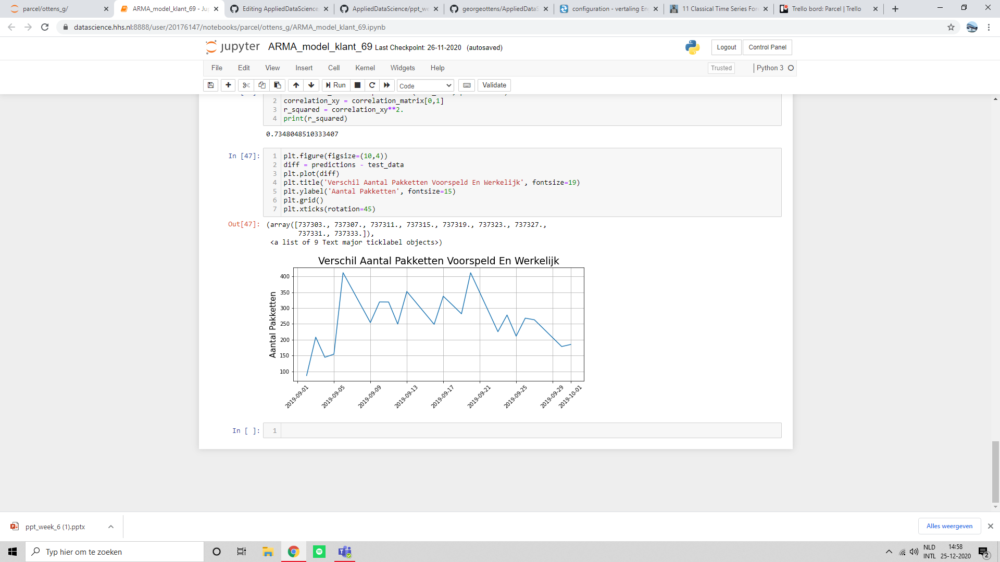 parcel/ottens_g/
ARMA_model_klant_69 - Ju
Editing AppliedDataScience
AppliedDataScience/ppt_we
georgeottens/AppliedDataS
configuration - vertaling En
11 Classical Time Series For
Trello bord: Parcel | Trello
datascience.hhs.nl:8888/user/20176147/notebooks/parcel/ottens_g/ARMA_model_klant_69.ipynb
jupyter ARMA_model_klant_69 Last Checkpoint: 26-11-2020 (autosaved)
Logout Control Panel
File Edit View Insert Cell Kernel Widgets Help
Trusted Python 3
Run Code Validate
2 correlation_xy = correlation_matrix[0,1]
3 r_squared = correlation_xy**2.
4 print(r_squared)
0.7348048510333407
In [47]:
1 plt.figure(figsize=(10,4))
2 diff = predictions - test_data
3 plt.plot(diff)
4 plt.title('Verschil Aantal Pakketten Voorspeld En Werkelijk', fontsize=19)
5 plt.ylabel('Aantal Pakketten', fontsize=15)
6 plt.grid()
7 plt.xticks(rotation=45)
Out[47]: (array([737303., 737307., 737311., 737315., 737319., 737323., 737327.,
737331., 737333.]),
<a list of 9 Text major ticklabel objects>)
Verschil Aantal Pakketten Voorspeld En Werkelijk
Aantal Pakketten
400
350
300
250
200
150
100
2019-09-01 2019-09-05 2019-09-09 2019-09-13 2019-09-17 2019-09-21 2019-09-25 2019-09-29 2019-10-01
In [ ]: 1
ppt_week_6 (1).pptx
Alles weergeven
Typ hier om te zoeken
NLD
INTL
14:58
25-12-2020
2